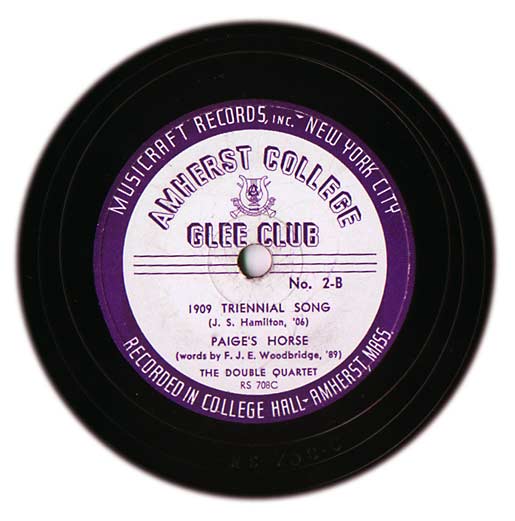 MUSICRAFT RECORDS, INC. - NEW YORK CITY
AMHERST COLLEGE
GLEE CLUB
No. 2-B
1909 TRIENNIAL SONG
(J. S. Hamilton, '06)
PAIGE'S HORSE
(words by F. J. E. Woodbridge, '89)
THE DOUBLE QUARTET
RS 708C
RECORDED IN COLLEGE HALL - AMHERST, MASS.